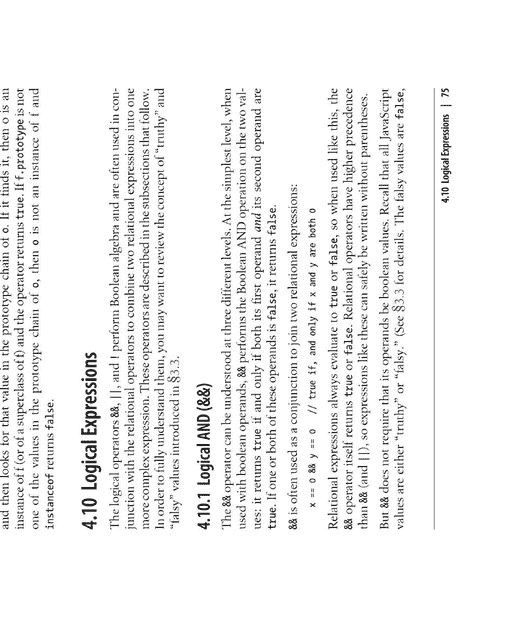 and then looks for that value in the prototype chain of o. If it finds it, then o is an
instance of f (or of a superclass of f) and the operator returns true. If f.prototype is not
one of the values in the prototype chain of o, then o is not an instance of f and
instanceof returns false.
4.10 Logical Expressions
The logical operators &&, ||, and ! perform Boolean algebra and are often used in con-
junction with the relational operators to combine two relational expressions into one
more complex expression. These operators are described in the subsections that follow.
In order to fully understand them, you may want to review the concept of “truthy” and
“falsy” values introduced in §3.3.
4.10.1 Logical AND (&&)
The && operator can be understood at three different levels. At the simplest level, when
used with boolean operands, && performs the Boolean AND operation on the two val-
ues: it returns true if and only if both its first operand and its second operand are
true. If one or both of these operands is false, it returns false.
&& is often used as a conjunction to join two relational expressions:
x == 0 && y == 0 // true if, and only if x and y are both 0
Relational expressions always evaluate to true or false, so when used like this, the
&& operator itself returns true or false. Relational operators have higher precedence
than && (and ||), so expressions like these can safely be written without parentheses.
But && does not require that its operands be boolean values. Recall that all JavaScript
values are either “truthy” or “falsy.” (See §3.3 for details. The falsy values are false,
4.10 Logical Expressions | 75